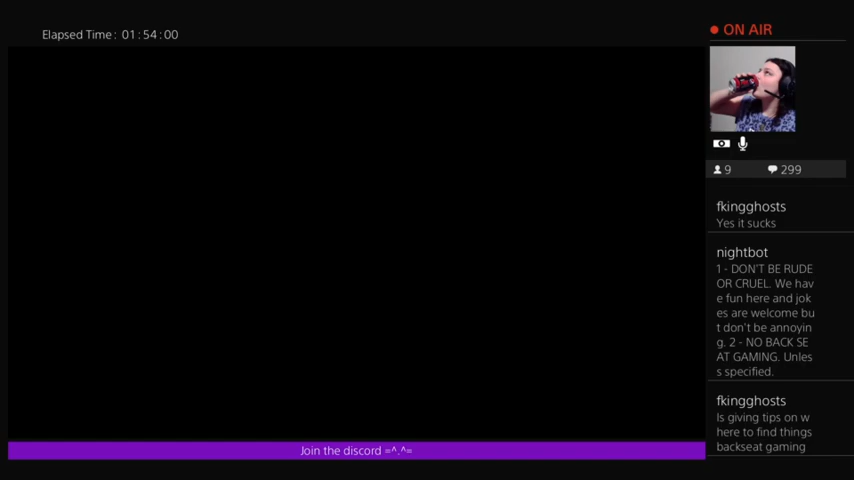 Elapsed Time: 01:54:00
ON AIR
9 299
fkingghosts
Yes it sucks
nightbot
1 - DON'T BE RUDE
OR CRUEL. We hav
e fun here and jok
es are welcome bu
t don't be annoyin
g. 2 - NO BACK SE
AT GAMING. Unles
s specified.
fkingghosts
Is giving tips on w
here to find things
backseat gaming
Join the discord =^.^=